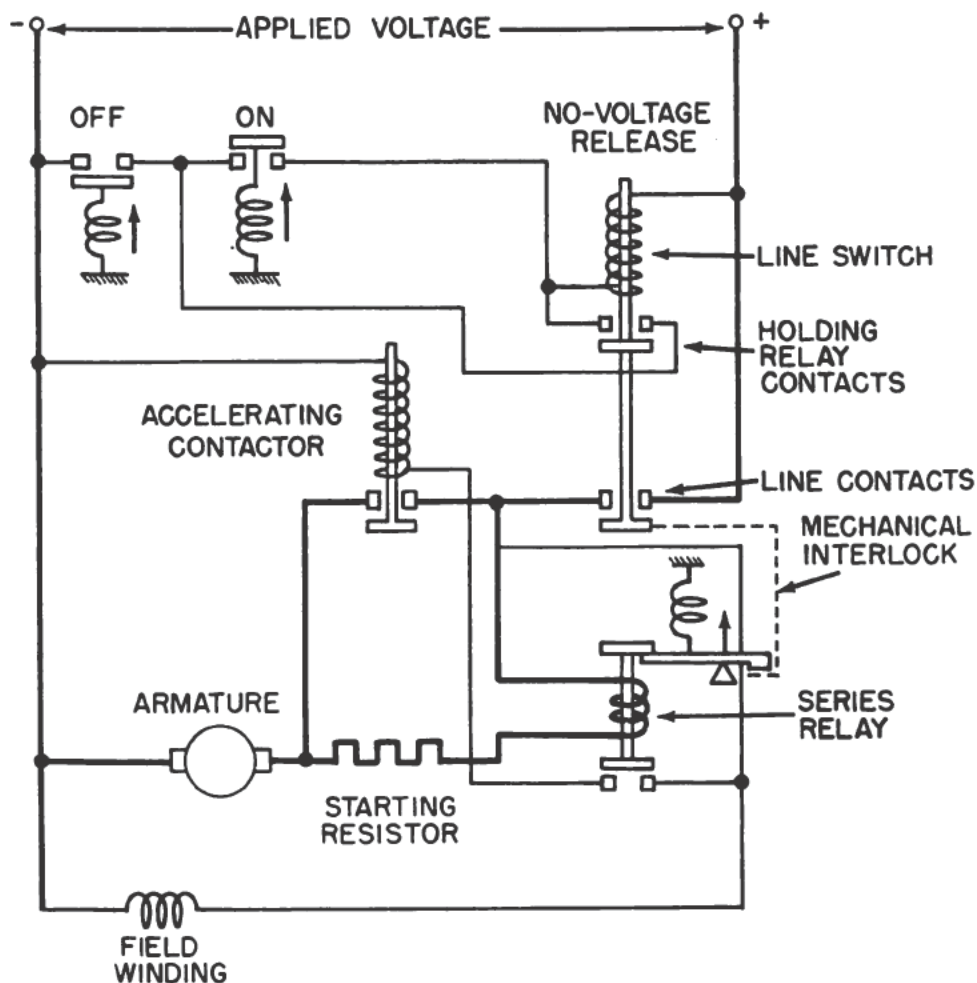 - APPLIED VOLTAGE +
OFF
ON
NO-VOLTAGE
RELEASE
LINE SWITCH
HOLDING
RELAY
CONTACTS
ACCELERATING
CONTACTOR
LINE CONTACTS
MECHANICAL
INTERLOCK
ARMATURE
SERIES
RELAY
STARTING
RESISTOR
FIELD
WINDING